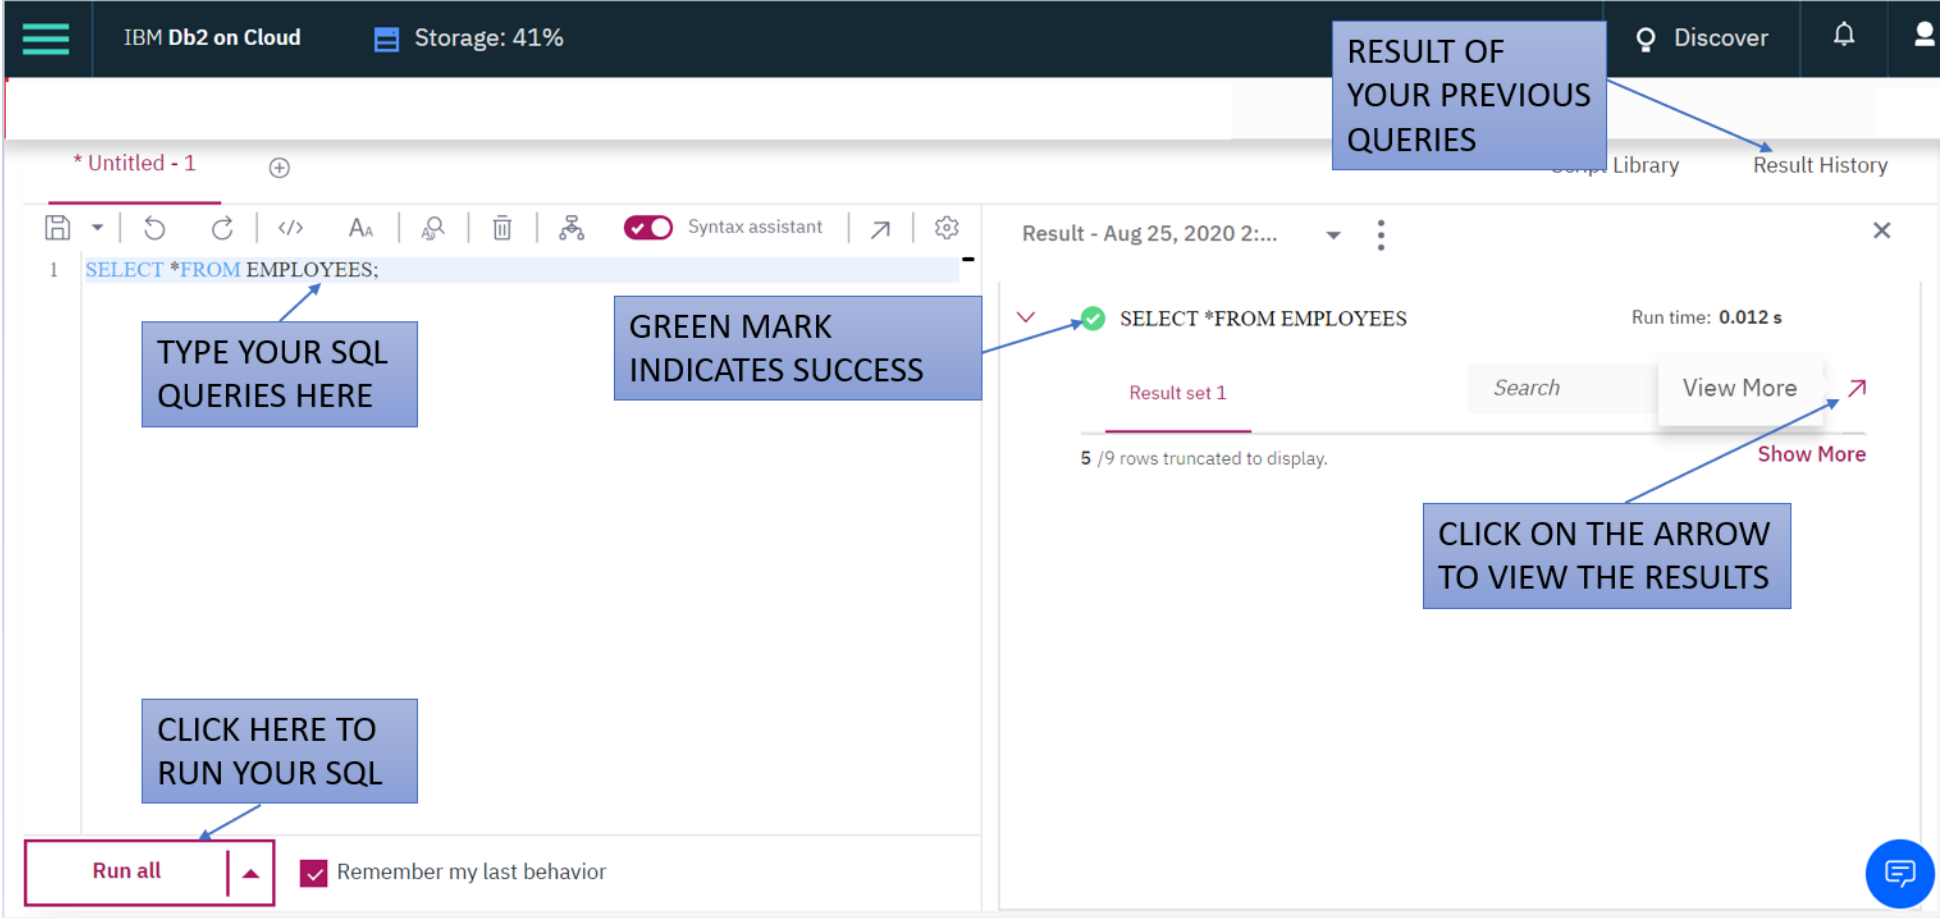 IBM Db2 on Cloud
Storage: 41%
Discover
RESULT OF
YOUR PREVIOUS
QUERIES
* Untitled - 1
Script Library
Result History
Syntax assistant
1 SELECT *FROM EMPLOYEES;
TYPE YOUR SQL
QUERIES HERE
GREEN MARK
INDICATES SUCCESS
Result - Aug 25, 2020 2:...
SELECT *FROM EMPLOYEES
Run time: 0.012 s
Result set 1
Search
View More
5 /9 rows truncated to display.
Show More
CLICK ON THE ARROW
TO VIEW THE RESULTS
CLICK HERE TO
RUN YOUR SQL
Run all
Remember my last behavior